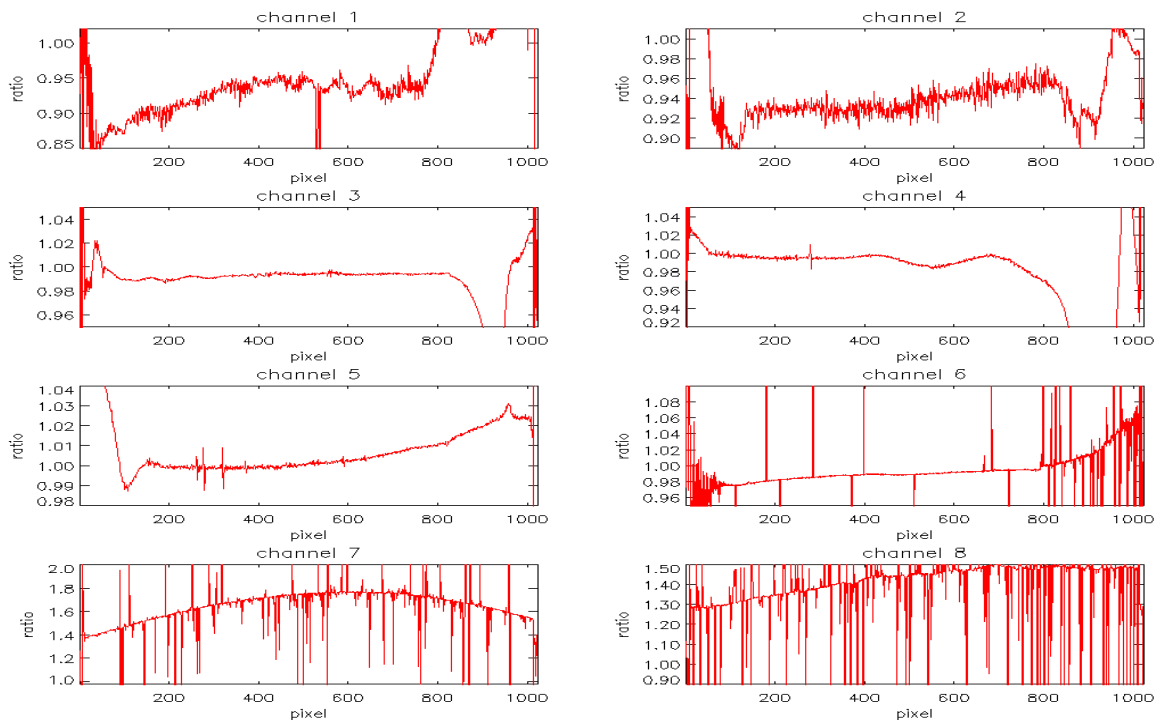 channel 1
1.00
0.95
0.90
0.85
ratio
200 400 600 800 1000
pixel
channel 2
1.00
0.98
0.96
0.94
0.92
0.90
ratio
200 400 600 800 1000
pixel
channel 3
1.04
1.02
1.00
0.98
0.96
ratio
200 400 600 800 1000
pixel
channel 4
1.04
1.02
1.00
0.98
0.96
0.94
0.92
ratio
200 400 600 800 1000
pixel
channel 5
1.04
1.03
1.02
1.01
1.00
0.99
0.98
ratio
200 400 600 800 1000
pixel
channel 6
1.08
1.06
1.04
1.02
1.00
0.98
0.96
ratio
200 400 600 800 1000
pixel
channel 7
2.0
1.8
1.6
1.4
1.2
1.0
ratio
200 400 600 800 1000
pixel
channel 8
1.50
1.40
1.30
1.20
1.10
1.00
0.90
ratio
200 400 600 800 1000
pixel